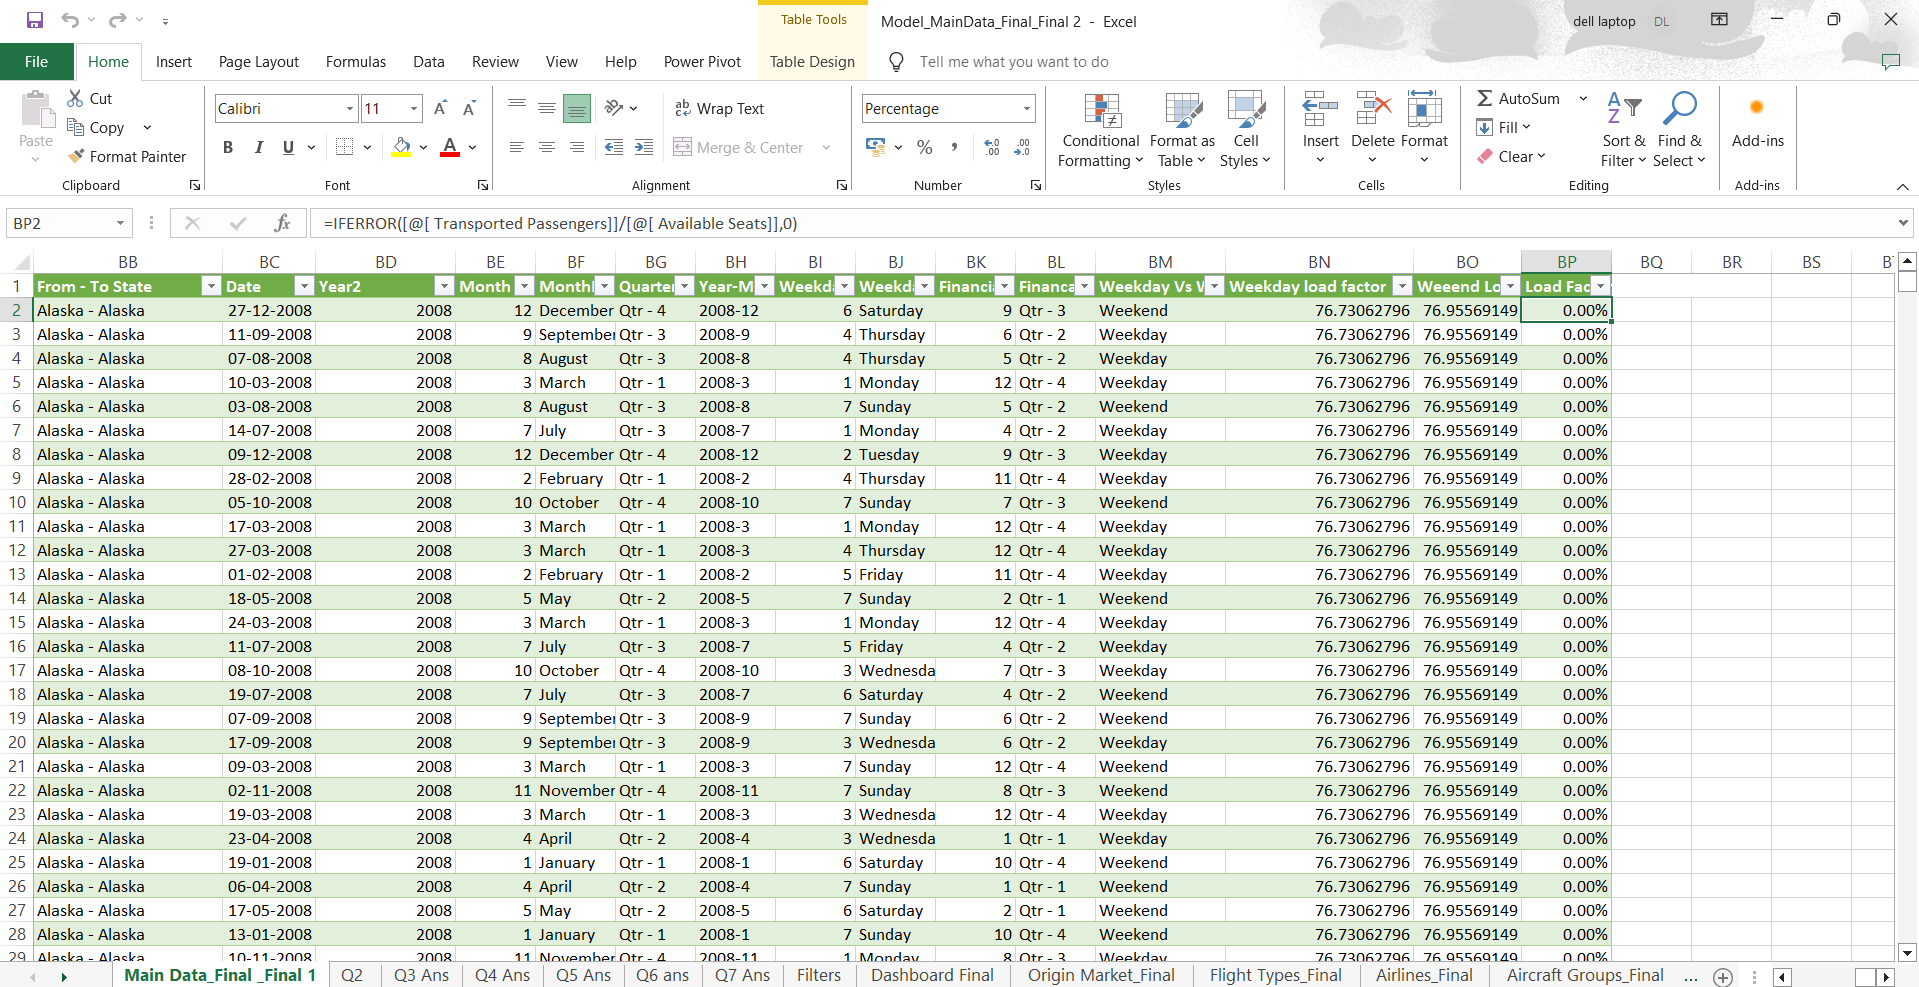 Table Tools
Model_MainData_Final_Final 2 - Excel
dell laptop DL
File Home Insert Page Layout Formulas Data Review View Help Power Pivot Table Design Tell me what you want to do
Paste
Cut
Copy
Format Painter
Clipboard
Calibri 11
B I U A
Font
ab Wrap Text
Merge & Center
Alignment
Percentage
%
Number
Conditional Formatting
Format as Table
Cell Styles
Styles
Insert Delete Format
Cells
AutoSum
Fill
Clear
Sort & Filter
Find & Select
Editing
Add-ins
Add-ins
BP2 fx =IFERROR([@[ Transported Passengers]]/[@[ Available Seats]],0)
BB BC BD BE BF BG BH BI BJ BK BL BM BN BO BP BQ BR BS
1 From - To State Date Year2 Month Monthl Quarter Year-M Weekd Weekd Financi Financa Weekday Vs W Weekday load factor Weeend Lo Load Fac
2 Alaska - Alaska 27-12-2008 2008 12 December Qtr - 4 2008-12 6 Saturday 9 Qtr - 3 Weekend 76.73062796 76.95569149 0.00%
3 Alaska - Alaska 11-09-2008 2008 9 September Qtr - 3 2008-9 4 Thursday 6 Qtr - 2 Weekday 76.73062796 76.95569149 0.00%
4 Alaska - Alaska 07-08-2008 2008 8 August Qtr - 3 2008-8 4 Thursday 5 Qtr - 2 Weekday 76.73062796 76.95569149 0.00%
5 Alaska - Alaska 10-03-2008 2008 3 March Qtr - 1 2008-3 1 Monday 12 Qtr - 4 Weekday 76.73062796 76.95569149 0.00%
6 Alaska - Alaska 03-08-2008 2008 8 August Qtr - 3 2008-8 7 Sunday 5 Qtr - 2 Weekend 76.73062796 76.95569149 0.00%
7 Alaska - Alaska 14-07-2008 2008 7 July Qtr - 3 2008-7 1 Monday 4 Qtr - 2 Weekday 76.73062796 76.95569149 0.00%
8 Alaska - Alaska 09-12-2008 2008 12 December Qtr - 4 2008-12 2 Tuesday 9 Qtr - 3 Weekday 76.73062796 76.95569149 0.00%
9 Alaska - Alaska 28-02-2008 2008 2 February Qtr - 1 2008-2 4 Thursday 11 Qtr - 4 Weekday 76.73062796 76.95569149 0.00%
10 Alaska - Alaska 05-10-2008 2008 10 October Qtr - 4 2008-10 7 Sunday 7 Qtr - 3 Weekend 76.73062796 76.95569149 0.00%
11 Alaska - Alaska 17-03-2008 2008 3 March Qtr - 1 2008-3 1 Monday 12 Qtr - 4 Weekday 76.73062796 76.95569149 0.00%
12 Alaska - Alaska 27-03-2008 2008 3 March Qtr - 1 2008-3 4 Thursday 12 Qtr - 4 Weekday 76.73062796 76.95569149 0.00%
13 Alaska - Alaska 01-02-2008 2008 2 February Qtr - 1 2008-2 5 Friday 11 Qtr - 4 Weekday 76.73062796 76.95569149 0.00%
14 Alaska - Alaska 18-05-2008 2008 5 May Qtr - 2 2008-5 7 Sunday 2 Qtr - 1 Weekend 76.73062796 76.95569149 0.00%
15 Alaska - Alaska 24-03-2008 2008 3 March Qtr - 1 2008-3 1 Monday 12 Qtr - 4 Weekday 76.73062796 76.95569149 0.00%
16 Alaska - Alaska 11-07-2008 2008 7 July Qtr - 3 2008-7 5 Friday 4 Qtr - 2 Weekday 76.73062796 76.95569149 0.00%
17 Alaska - Alaska 08-10-2008 2008 10 October Qtr - 4 2008-10 3 Wednesda 7 Qtr - 3 Weekday 76.73062796 76.95569149 0.00%
18 Alaska - Alaska 19-07-2008 2008 7 July Qtr - 3 2008-7 6 Saturday 4 Qtr - 2 Weekend 76.73062796 76.95569149 0.00%
19 Alaska - Alaska 07-09-2008 2008 9 September Qtr - 3 2008-9 7 Sunday 6 Qtr - 2 Weekend 76.73062796 76.95569149 0.00%
20 Alaska - Alaska 17-09-2008 2008 9 September Qtr - 3 2008-9 3 Wednesda 6 Qtr - 2 Weekday 76.73062796 76.95569149 0.00%
21 Alaska - Alaska 09-03-2008 2008 3 March Qtr - 1 2008-3 7 Sunday 12 Qtr - 4 Weekend 76.73062796 76.95569149 0.00%
22 Alaska - Alaska 02-11-2008 2008 11 November Qtr - 4 2008-11 7 Sunday 8 Qtr - 3 Weekend 76.73062796 76.95569149 0.00%
23 Alaska - Alaska 19-03-2008 2008 3 March Qtr - 1 2008-3 3 Wednesda 12 Qtr - 4 Weekday 76.73062796 76.95569149 0.00%
24 Alaska - Alaska 23-04-2008 2008 4 April Qtr - 2 2008-4 3 Wednesda 1 Qtr - 1 Weekday 76.73062796 76.95569149 0.00%
25 Alaska - Alaska 19-01-2008 2008 1 January Qtr - 1 2008-1 6 Saturday 10 Qtr - 4 Weekend 76.73062796 76.95569149 0.00%
26 Alaska - Alaska 06-04-2008 2008 4 April Qtr - 2 2008-4 7 Sunday 1 Qtr - 1 Weekend 76.73062796 76.95569149 0.00%
27 Alaska - Alaska 17-05-2008 2008 5 May Qtr - 2 2008-5 6 Saturday 2 Qtr - 1 Weekend 76.73062796 76.95569149 0.00%
28 Alaska - Alaska 13-01-2008 2008 1 January Qtr - 1 2008-1 7 Sunday 10 Qtr - 4 Weekend 76.73062796 76.95569149 0.00%
29 Alaska - Alaska 10-11-2008 2008 11 November Qtr - 4 2008-11 1 Monday 8 Qtr - 3 Weekday 76.73062796 76.95569149 0.00%
Main Data_Final _Final 1 Q2 Q3 Ans Q4 Ans Q5 Ans Q6 ans Q7 Ans Filters Dashboard Final Origin Market_Final Flight Types_Final Airlines_Final Aircraft Groups_Final ...